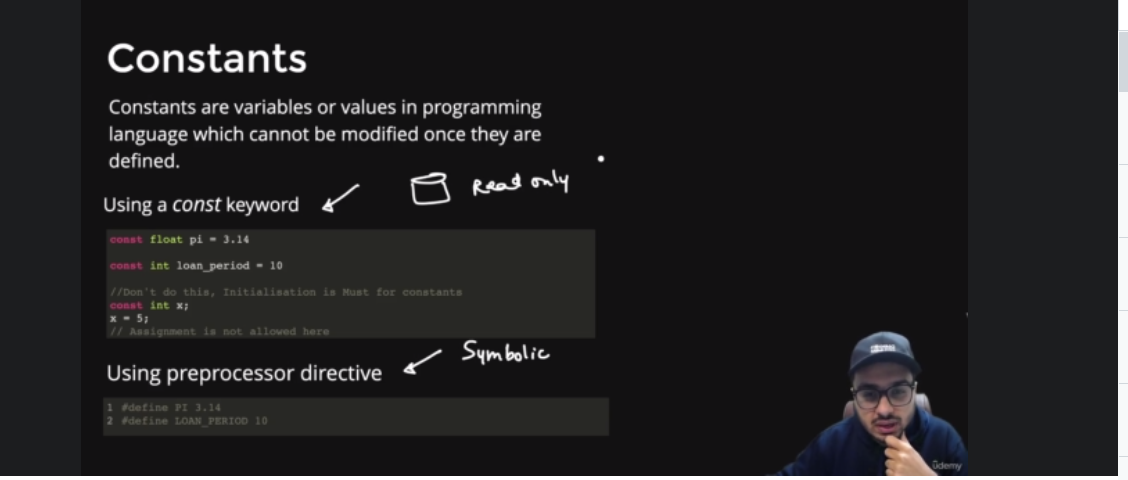 Constants
Constants are variables or values in programming
language which cannot be modified once they are
defined.
Read only
Using a const keyword
const float pi = 3.14
const int loan_period = 10
//Don't do this, Initialisation is Must for constants
const int x;
x = 5;
// Assignment is not allowed here
Symbolic
Using preprocessor directive
1 #define PI 3.14
2 #define LOAN_PERIOD 10
ûdemy